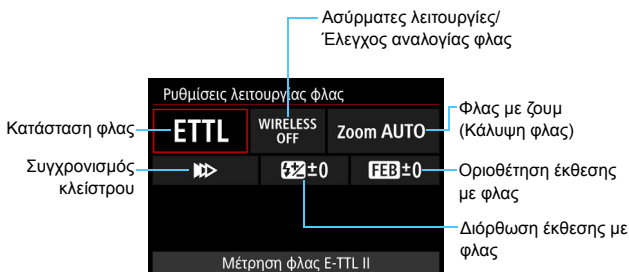 Ασύρματες λειτουργίες/
Έλεγχος αναλογίας φλας
Ρυθμίσεις λειτουργίας φλας
Κατάσταση φλας
ETTL
WIRELESS
OFF
Zoom AUTO
Φλας με ζουμ
(Κάλυψη φλας)
Συγχρονισμός
κλείστρου
±0
FEB±0
Οριοθέτηση έκθεσης
με φλας
Διόρθωση έκθεσης με
φλας
Μέτρηση φλας E-TTL II